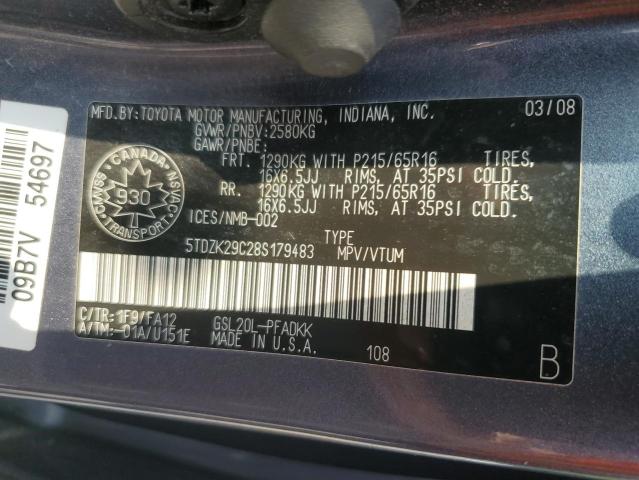 MFD.BY:TOYOTA MOTOR MANUFACTURING, INDIANA, INC. 03/08
GVWR/PNBV:2580KG
GAWR/PNBE:
FRT. 1290KG WITH P215/65R16 TIRES,
16X6.5JJ RIMS, AT 35PSI COLD.
RR. 1290KG WITH P215/65R16 TIRES,
16X6.5JJ RIMS, AT 35PSI COLD.
ICES/NMB-002
CANADA
930
TRANSPORT
TYPE
5TDZK29C28S179483 MPV/VTUM
C/TR:1F9/FA12 GSL20L-PFADKK
A/TM:-01A/U151E MADE IN U.S.A. 108
B
09B7V 54697